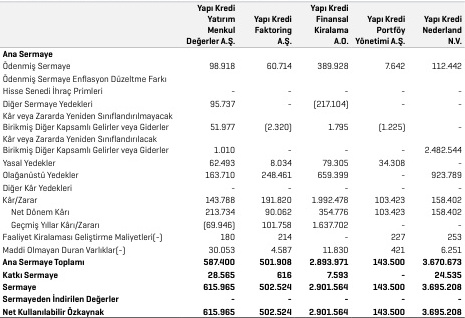 Yapı Kredi Yatırım Menkul Değerler A.Ş. Yapı Kredi Faktoring A.Ş. Yapı Kredi Finansal Kiralama A.O. Yapı Kredi Portföy Yönetimi A.Ş. Yapı Kredi Nederland N.V.
Ana Sermaye
Ödenmiş Sermaye 98.918 60.714 389.928 7.642 112.442
Ödenmiş Sermaye Enflasyon Düzeltme Farkı
Hisse Senedi İhraç Primleri - - - - -
Diğer Sermaye Yedekleri 95.737 - (217.104) - -
Kâr veya Zararda Yeniden Sınıflandırılmayacak
Birikmiş Diğer Kapsamlı Gelirler veya Giderler 51.977 (2.320) 1.795 (1.225) -
Kâr veya Zararda Yeniden Sınıflandırılacak
Birikmiş Diğer Kapsamlı Gelirler veya Giderler 1.010 - - - 2.482.544
Yasal Yedekler 62.493 8.034 79.305 34.308 -
Olağanüstü Yedekler 163.710 248.461 659.399 - 923.789
Diğer Kâr Yedekleri - - - - -
Kâr/Zarar 143.788 191.820 1.992.478 103.423 158.402
Net Dönem Kârı 213.734 90.062 354.776 103.423 158.402
Geçmiş Yıllar Kârı/Zararı (69.946) 101.758 1.637.702 - -
Faaliyet Kiralaması Geliştirme Maliyetleri(-) 180 214 - 227 253
Maddi Olmayan Duran Varlıklar(-) 30.053 4.587 11.830 421 6.251
Ana Sermaye Toplamı 587.400 501.908 2.893.971 143.500 3.670.673
Katkı Sermaye 28.565 616 7.593 - 24.535
Sermaye 615.965 502.524 2.901.564 143.500 3.695.208
Sermayeden İndirilen Değerler - - - - -
Net Kullanılabilir Özkaynak 615.965 502.524 2.901.564 143.500 3.695.208